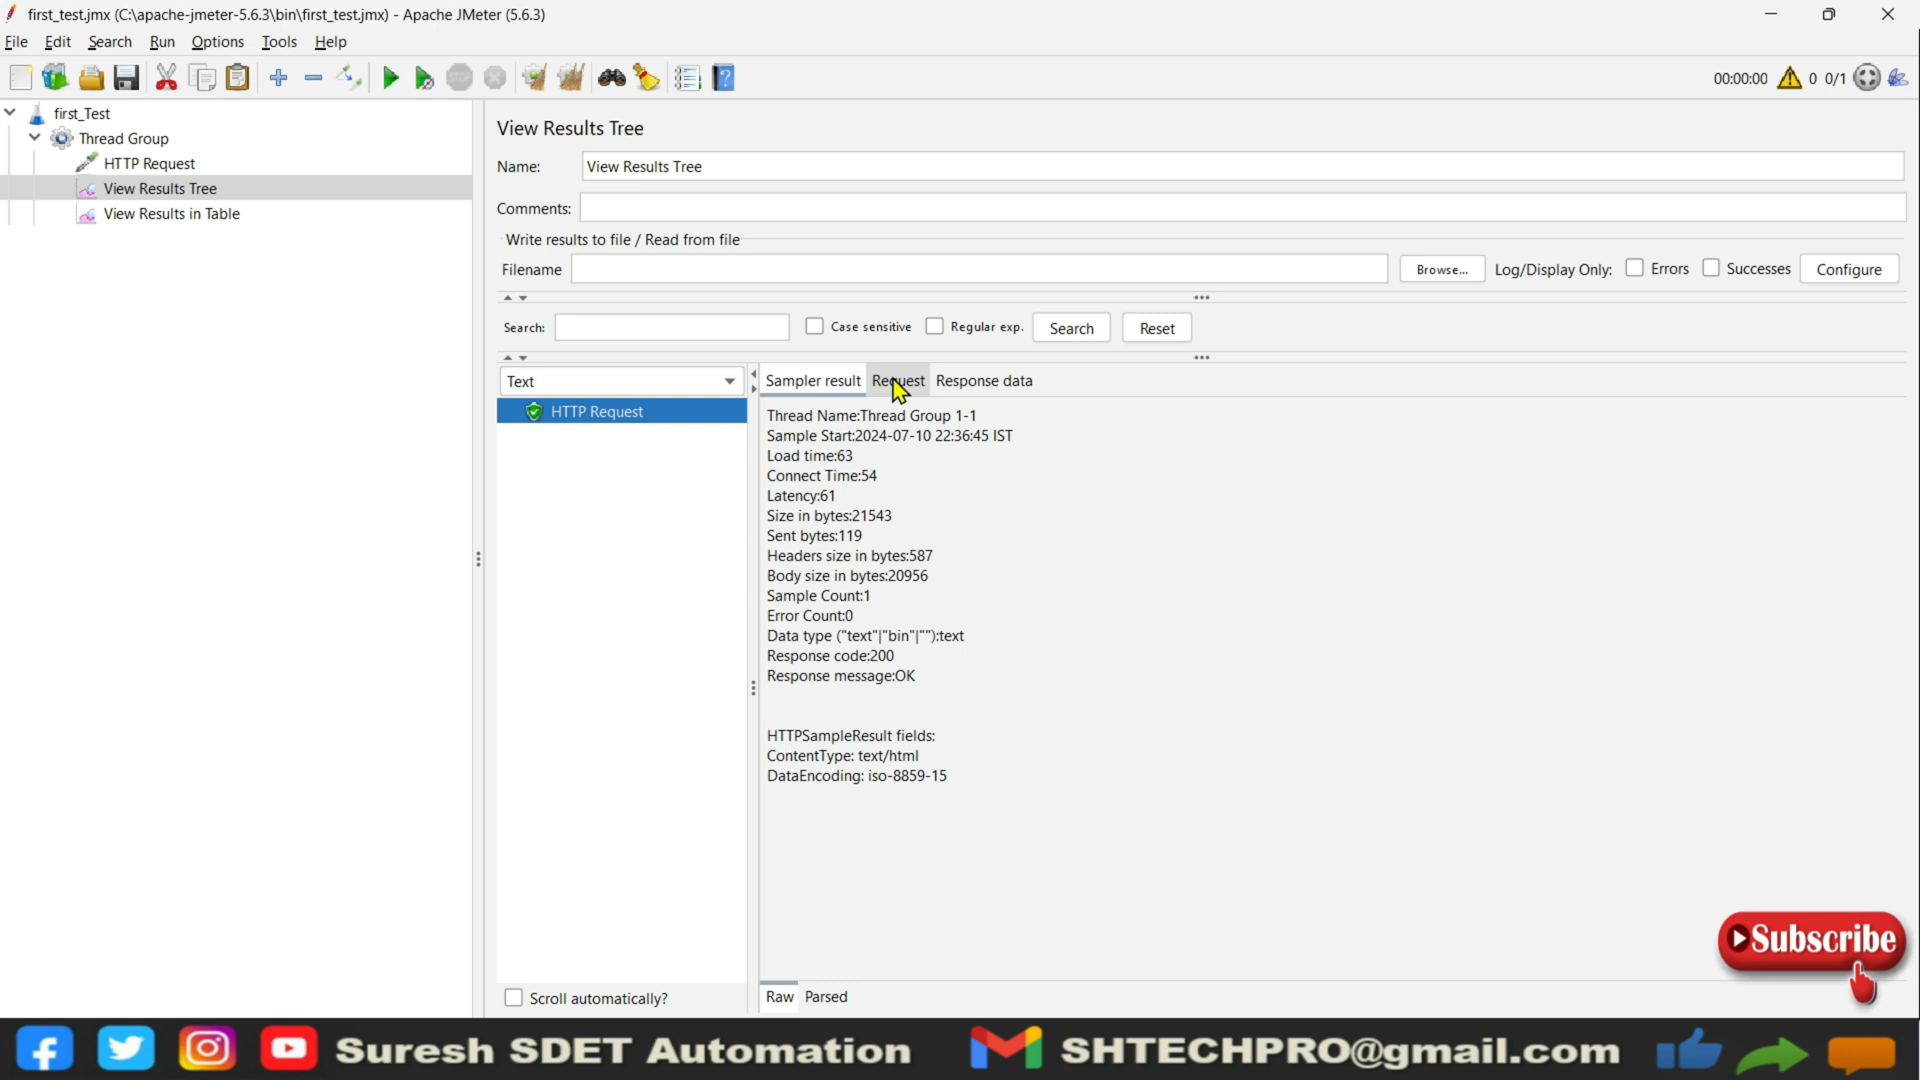 first_test.jmx (C:\apache-jmeter-5.6.3\bin\first_test.jmx) - Apache JMeter (5.6.3)
File Edit Search Run Options Tools Help
STOP
00:00:00 0 0/1
first_Test
Thread Group
HTTP Request
View Results Tree
View Results in Table
View Results Tree
Name: View Results Tree
Comments:
Write results to file / Read from file
Filename Browse... Log/Display Only: Errors Successes Configure
Search: Case sensitive Regular exp. Search Reset
Text
HTTP Request
Scroll automatically?
Sampler result Request Response data
Thread Name:Thread Group 1-1
Sample Start:2024-07-10 22:36:45 IST
Load time:63
Connect Time:54
Latency:61
Size in bytes:21543
Sent bytes:119
Headers size in bytes:587
Body size in bytes:20956
Sample Count:1
Error Count:0
Data type ("text"|"bin"|""):text
Response code:200
Response message:OK
HTTPSampleResult fields:
ContentType: text/html
DataEncoding: iso-8859-15
Raw Parsed
Subscribe
Suresh SDET Automation SHTECHPRO@gmail.com